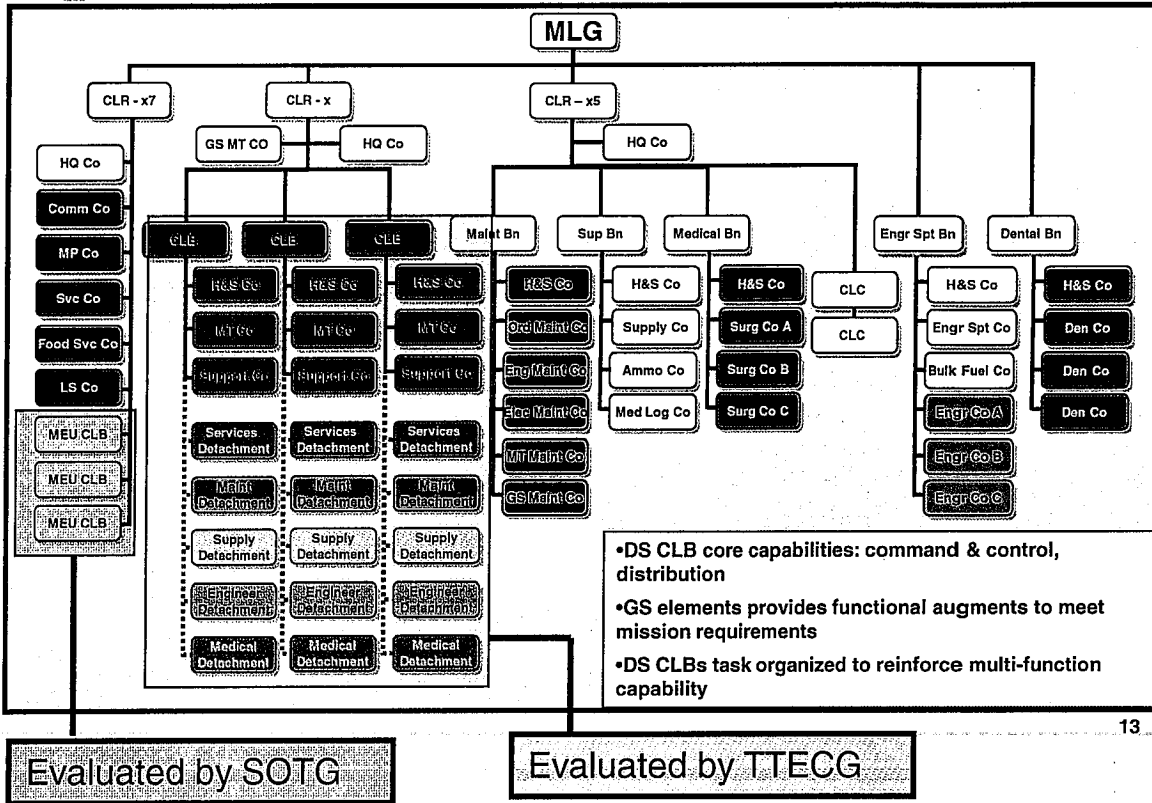 MLG
CLR - x7
CLR - x
CLR – x5
GS MT CO
HQ Co
HQ Co
HQ Co
Comm Co
MP Co
Svc Co
Food Svc Co
LS Co
MEU CLB
MEU CLB
MEU CLB
CLB
CLB
CLB
H&S Co
H&S Co
H&S Co
MT Co
MT Co
MT Co
Support Co
Support Co
Support Co
Services
Detachment
Services
Detachment
Services
Detachment
Maint
Detachment
Maint
Detachment
Maint
Detachment
Supply
Detachment
Supply
Detachment
Supply
Detachment
Engineer
Detachment
Engineer
Detachment
Engineer
Detachment
Medical
Detachment
Medical
Detachment
Medical
Detachment
Maint Bn
H&S Co
Ord Maint Co
Eng Maint Co
Elec Maint Co
MT Maint Co
GS Maint Co
Sup Bn
H&S Co
Supply Co
Ammo Co
Med Log Co
Medical Bn
H&S Co
Surg Co A
Surg Co B
Surg Co C
CLC
CLC
Engr Spt Bn
H&S Co
Engr Spt Co
Bulk Fuel Co
Engr Co A
Engr Co B
Engr Co C
Dental Bn
H&S Co
Den Co
Den Co
Den Co
•DS CLB core capabilities: command & control,
distribution
•GS elements provides functional augments to meet
mission requirements
•DS CLBs task organized to reinforce multi-function
capability
13
Evaluated by SOTG
Evaluated by TTECG